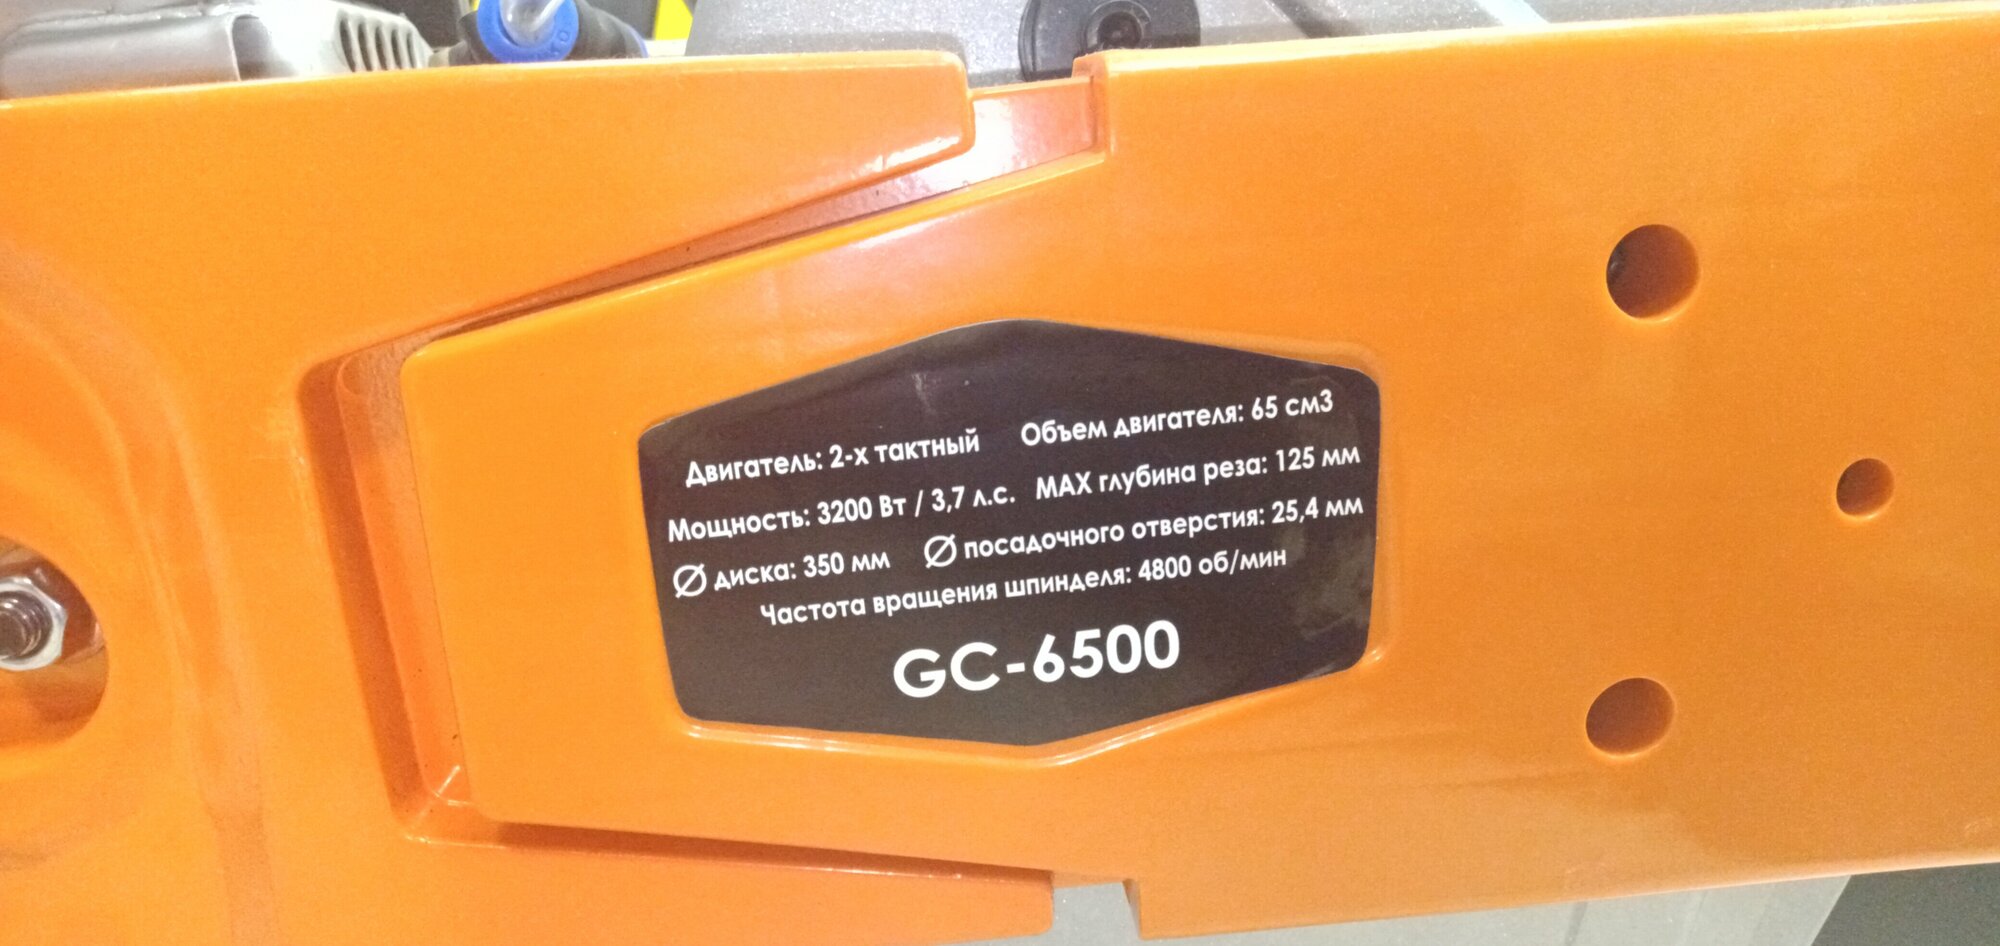 Двигатель: 2-х тактный Объем двигателя: 65 см3
Мощность: 3200 Вт / 3,7 л.с. MAX глубина реза: 125 мм
Ø диска: 350 мм Ø посадочного отверстия: 25,4 мм
Частота вращения шпинделя: 4800 об/мин
GC-6500